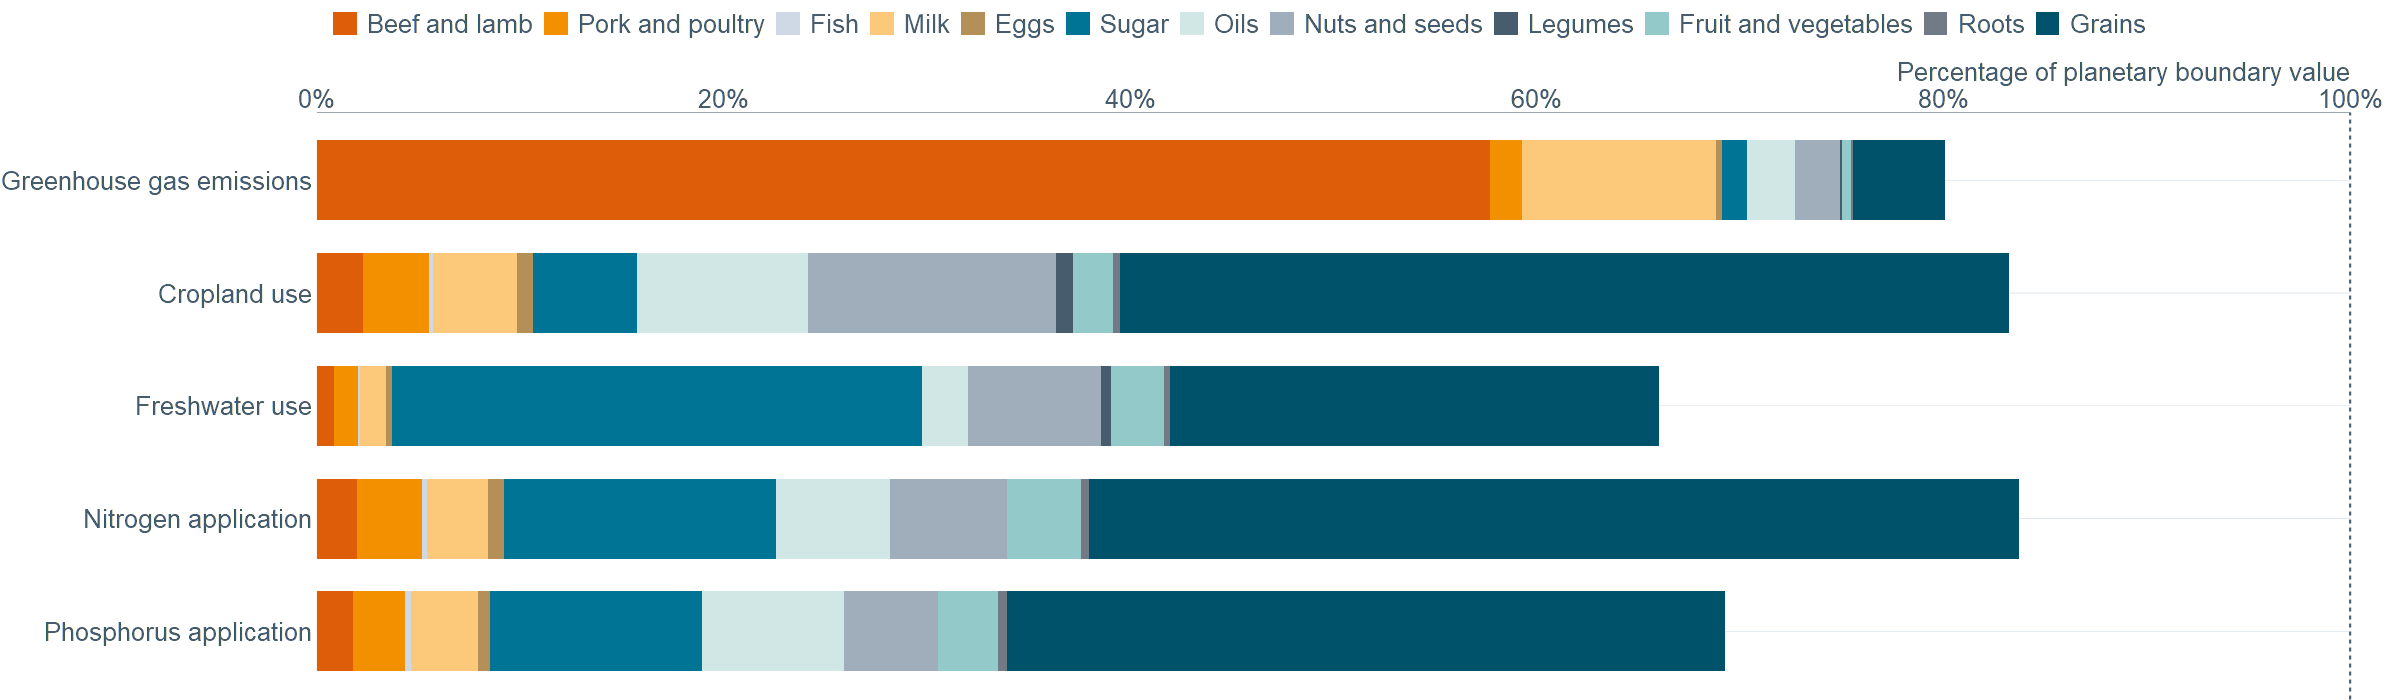 Beef and lamb Pork and poultry Fish Milk Eggs Sugar Oils Nuts and seeds Legumes Fruit and vegetables Roots Grains
Percentage of planetary boundary value
0% 20% 40% 60% 80% 100%
Greenhouse gas emissions
Cropland use
Freshwater use
Nitrogen application
Phosphorus application